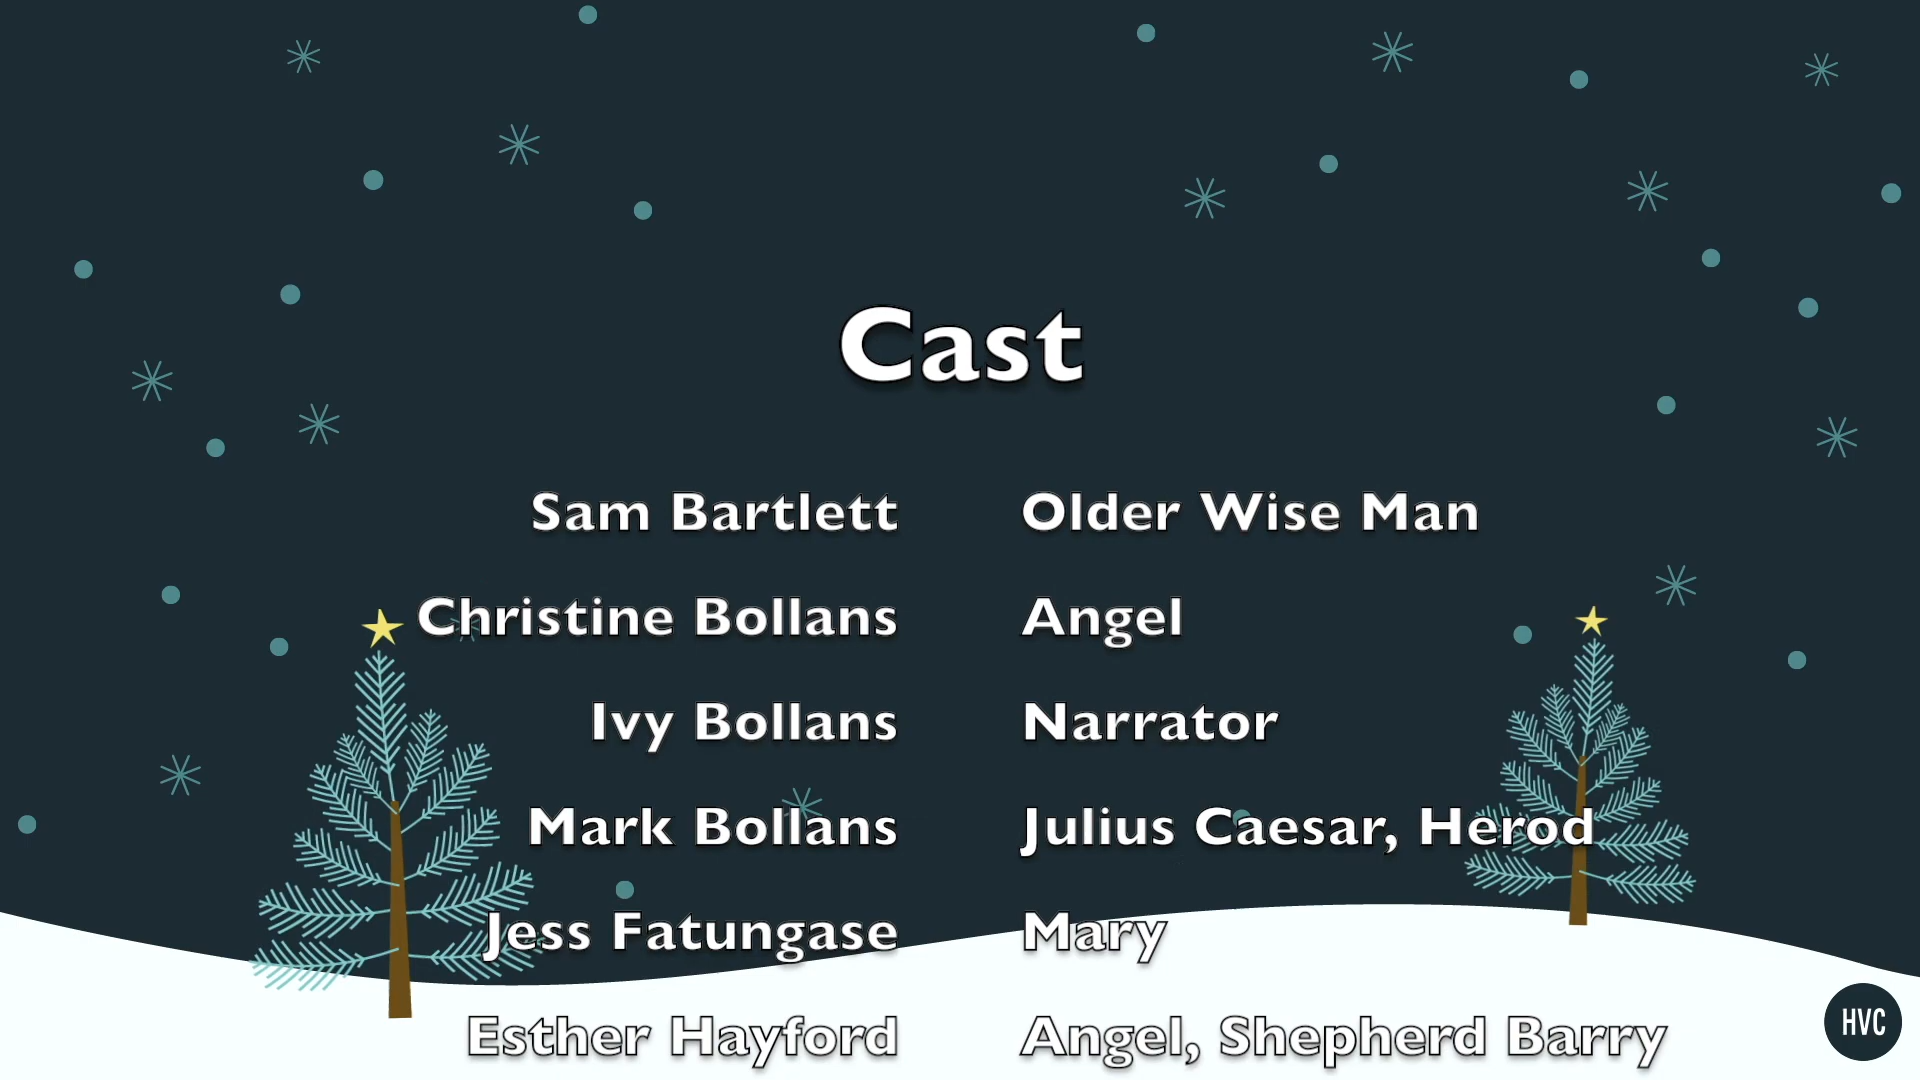 Cast
Sam Bartlett Older Wise Man
Christine Bollans Angel
Ivy Bollans Narrator
Mark Bollans Julius Caesar, Herod
Jess Fatungase Mary
Esther Hayford Angel, Shepherd Barry
HVC